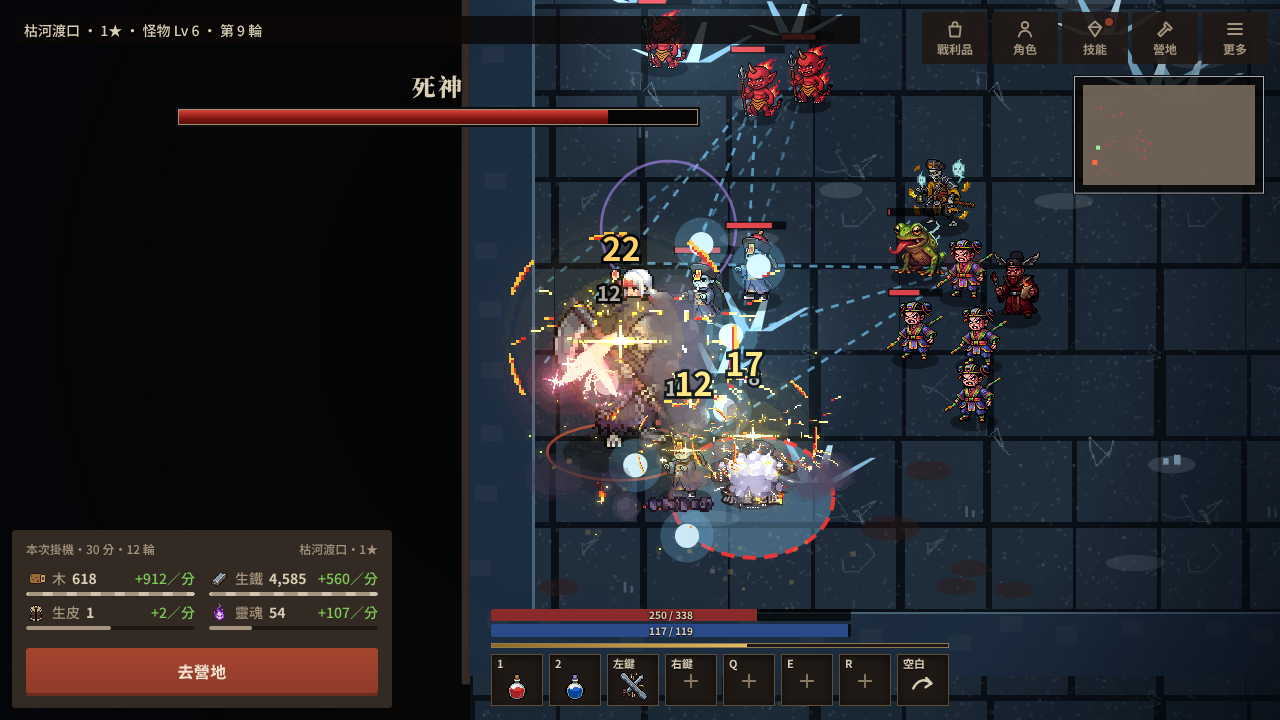 枯河渡口 · 1★ · 怪物 Lv 6 · 第 9 輪
戰利品
角色
技能
營地
更多
死神
22
12
17
12
本次掛機·30 分·12 輪
枯河渡口·1★
木 618 +912／分
生鐵 4,585 +560／分
生皮 1 +2／分
靈魂 54 +107／分
去營地
250 / 338
117 / 119
1
2
左鍵
右鍵
Q
E
R
空白